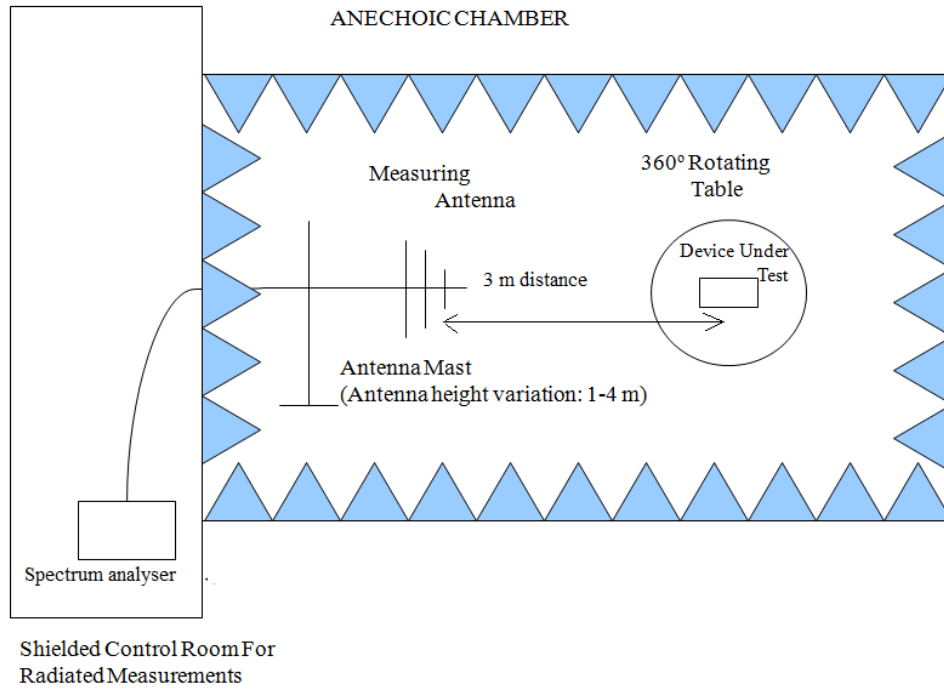 ANECHOIC CHAMBER
Measuring
Antenna
360º Rotating
Table
Device Under
Test
3 m distance
Antenna Mast
(Antenna height variation: 1-4 m)
Spectrum analyser
Shielded Control Room For
Radiated Measurements